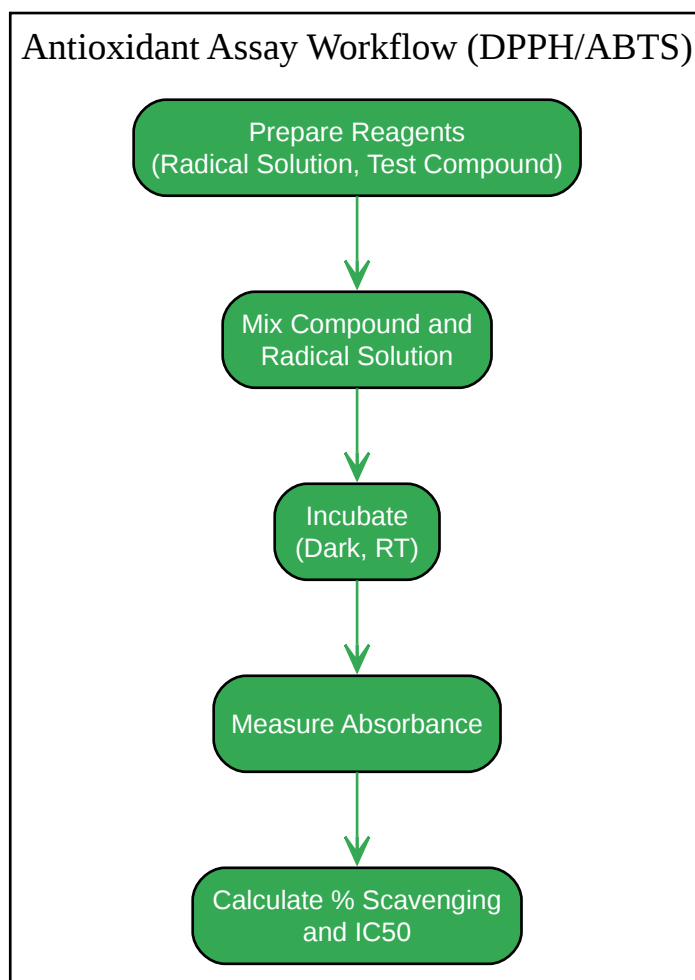 Antioxidant Assay Workflow (DPPH/ABTS)
Prepare Reagents
(Radical Solution, Test Compound)
Mix Compound and
Radical Solution
Incubate
(Dark, RT)
Measure Absorbance
Calculate % Scavenging
and IC50